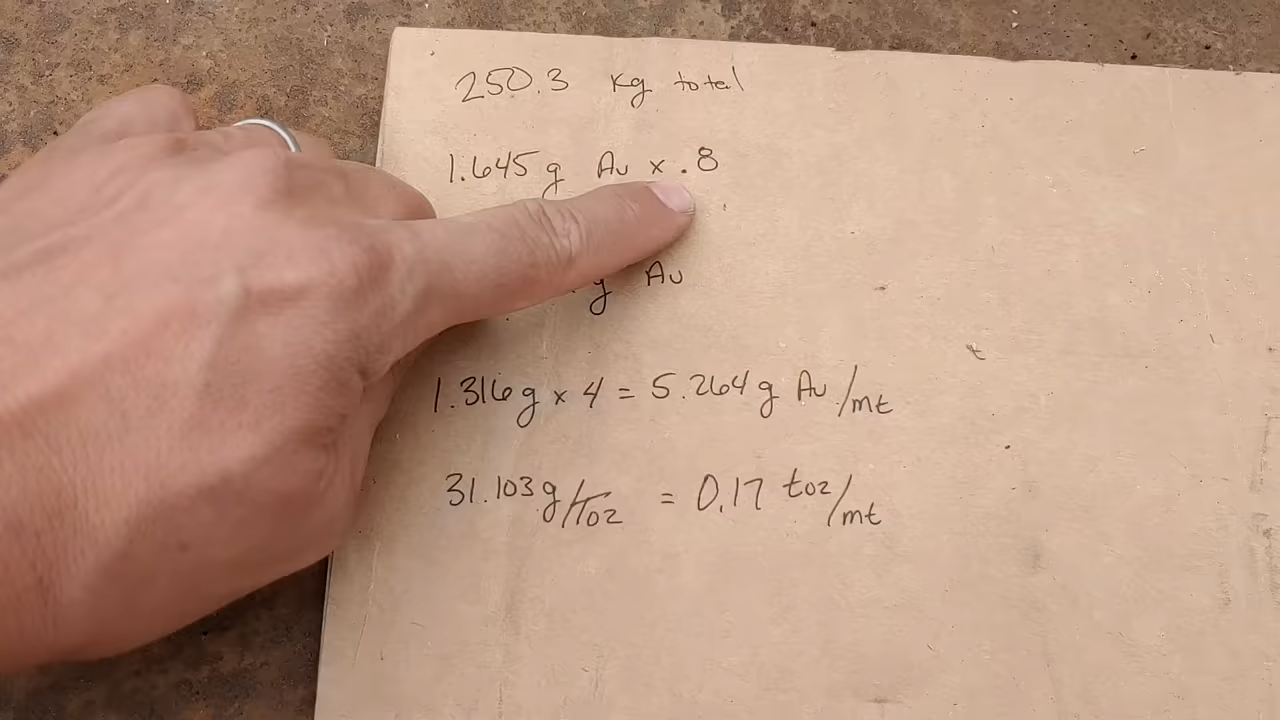 250.3 kg total
1.645 g Au x .8
g Au
1.316g x 4 = 5.264 g Au/mt
31.103 g/Toz = 0.17 toz/mt